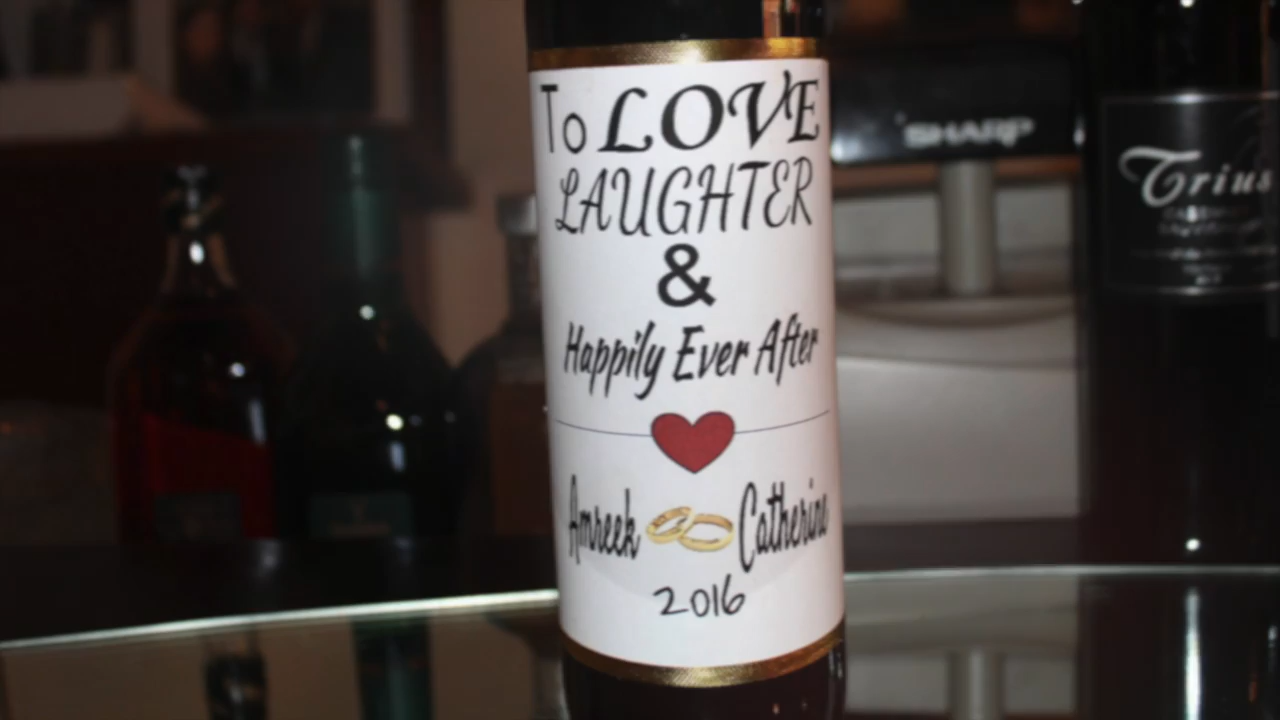 To LOVE
LAUGHTER
&
Happily Ever After
Amreek Catherine
2016
SHARP
Trius